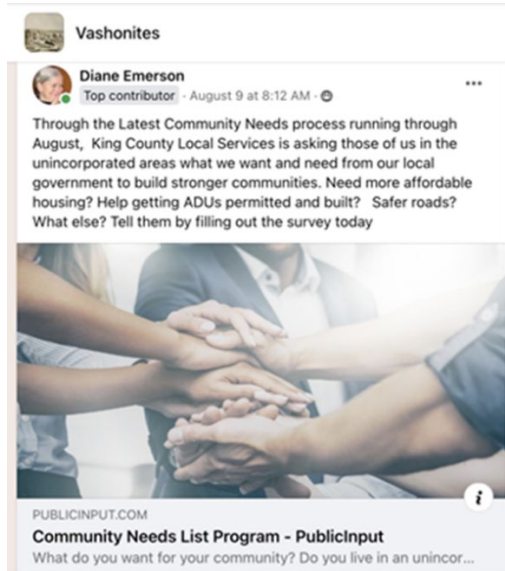 Vashonites
Diane Emerson
Top contributor · August 9 at 8:12 AM ·
Through the Latest Community Needs process running through
August,  King County Local Services is asking those of us in the
unincorporated areas what we want and need from our local
government to build stronger communities. Need more affordable
housing? Help getting ADUs permitted and built?   Safer roads?
What else? Tell them by filling out the survey today
PUBLICINPUT.COM
Community Needs List Program - PublicInput
What do you want for your community? Do you live in an unincor...